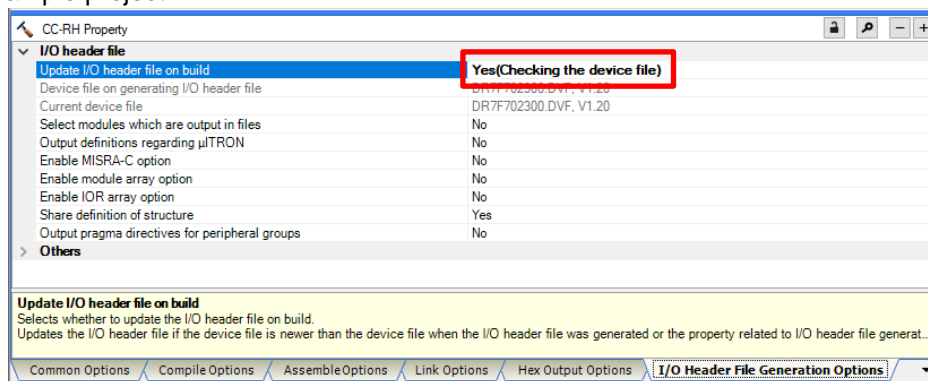 CC-RH Property
I/O header file
Update I/O header file on build Yes(Checking the device file)
Device file on generating I/O header file DR7F702300.DVF, V1.20
Current device file DR7F702300.DVF, V1.20
Select modules which are output in files No
Output definitions regarding µITRON No
Enable MISRA-C option No
Enable module array option No
Enable IOR array option No
Share definition of structure Yes
Output pragma directives for peripheral groups No
Others
Update I/O header file on build
Selects whether to update the I/O header file on build.
Updates the I/O header file if the device file is newer than the device file when the I/O header file was generated or the property related to I/O header file generat...
Common Options Compile Options Assemble Options Link Options Hex Output Options I/O Header File Generation Options